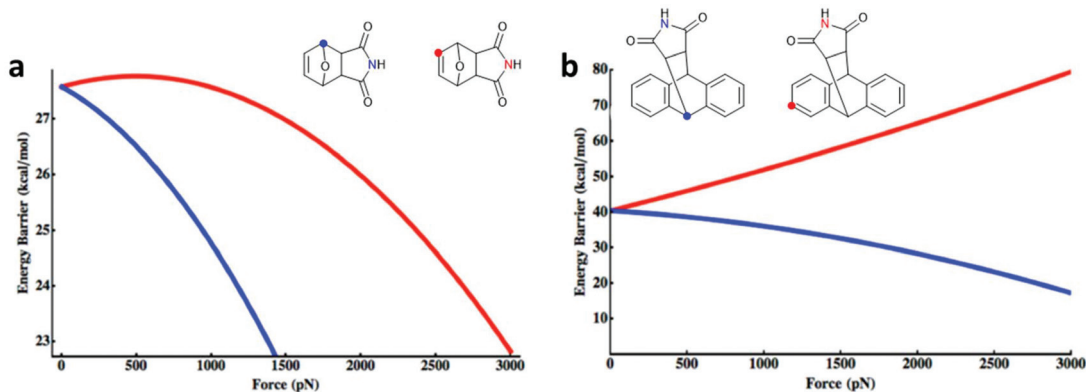 a
O
O
NH
O
O
O
NH
O
Energy Barrier (kcal/mol)
27
26
25
24
23
0 500 1000 1500 2000 2500 3000
Force (pN)
b
H
N
O O
H
N
O O
Energy Barrier (kcal/mol)
80
70
60
50
40
30
20
10
0 500 1000 1500 2000 2500 3000
Force (pN)